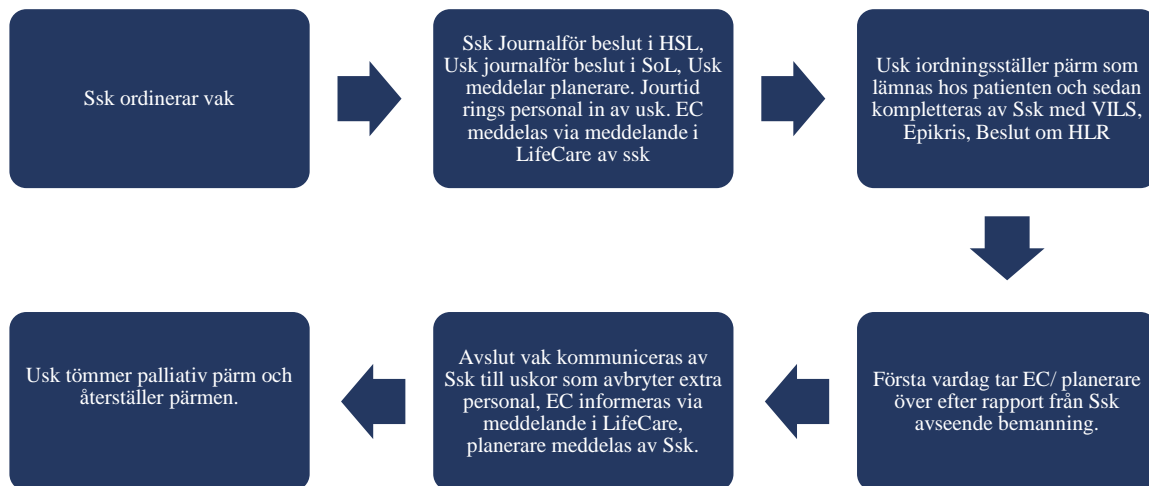 Ssk ordinerar vak
Ssk Journalför beslut i HSL,
Usk journalför beslut i SoL, Usk
meddelar planerare. Jourtid
rings personal in av usk. EC
meddelas via meddelande i
LifeCare av ssk
Usk iordningsställer pärm som
lämnas hos patienten och sedan
kompletteras av Ssk med VILS,
Epikris, Beslut om HLR
Första vardag tar EC/ planerare
över efter rapport från Ssk
avseende bemanning.
Avslut vak kommuniceras av
Ssk till uskor som avbryter extra
personal, EC informeras via
meddelande i LifeCare,
planerare meddelas av Ssk.
Usk tömmer palliativ pärm och
återställer pärmen.